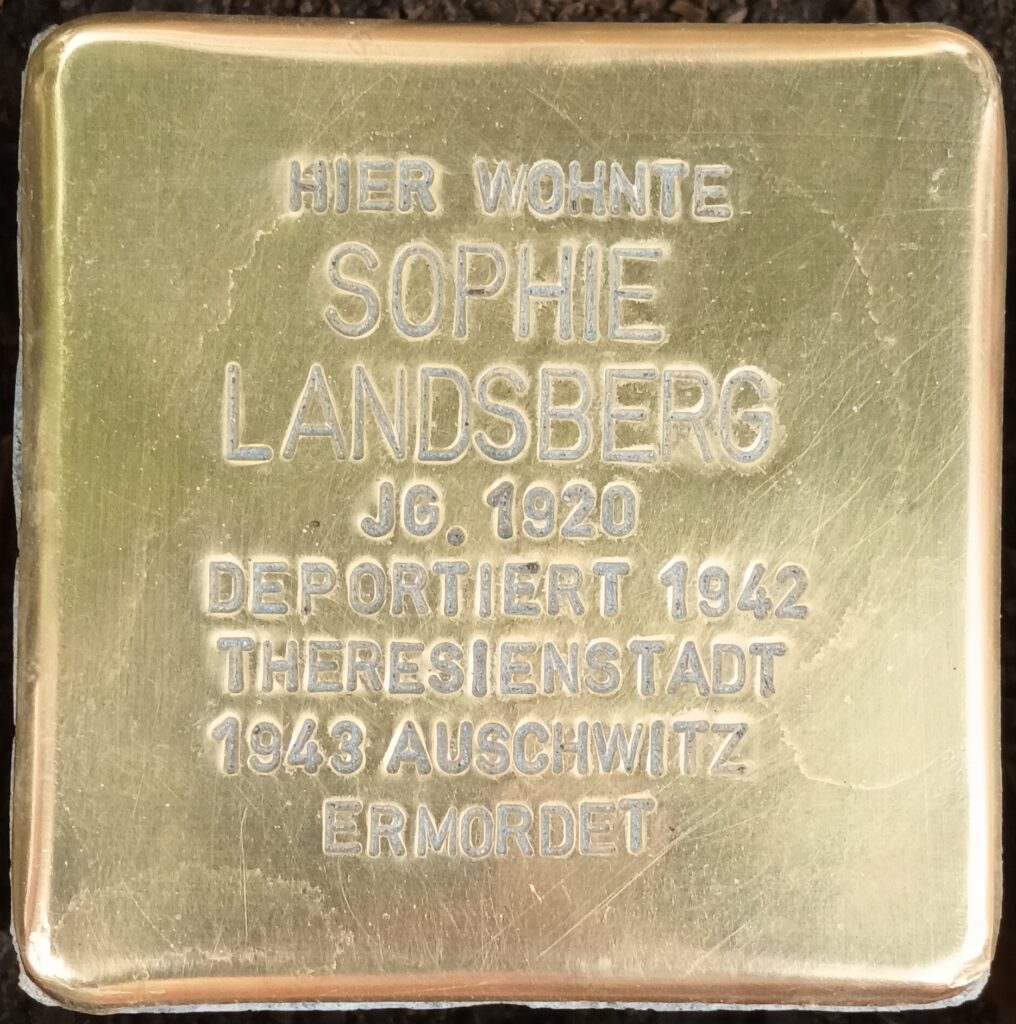 HIER WOHNTE
SOPHIE
LANDSBERG
JG. 1920
DEPORTIERT 1942
THERESIENSTADT
1943 AUSCHWITZ
ERMORDET